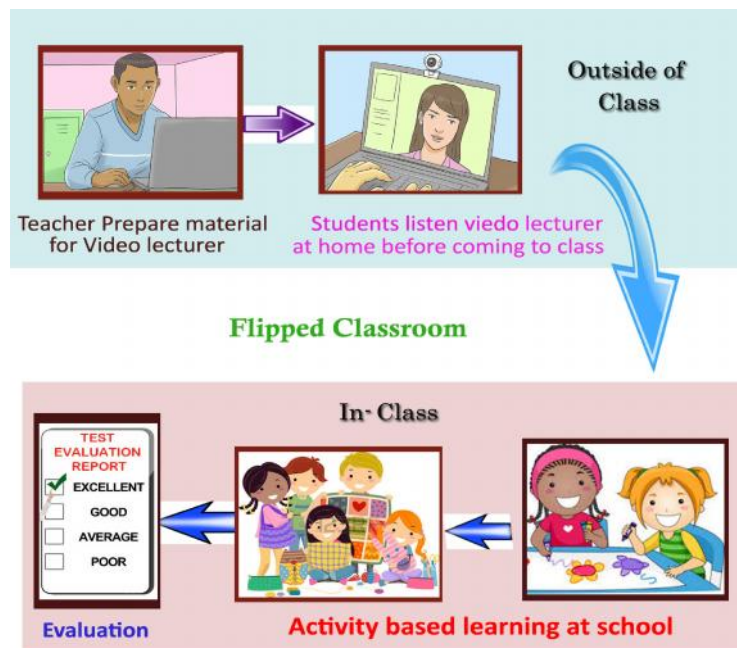 Outside of
Class
Teacher Prepare material
for Video lecturer
Students listen viedo lecturer
at home before coming to class
Flipped Classroom
In- Class
TEST
EVALUATION
REPORT
EXCELLENT
GOOD
AVERAGE
POOR
Evaluation
Activity based learning at school